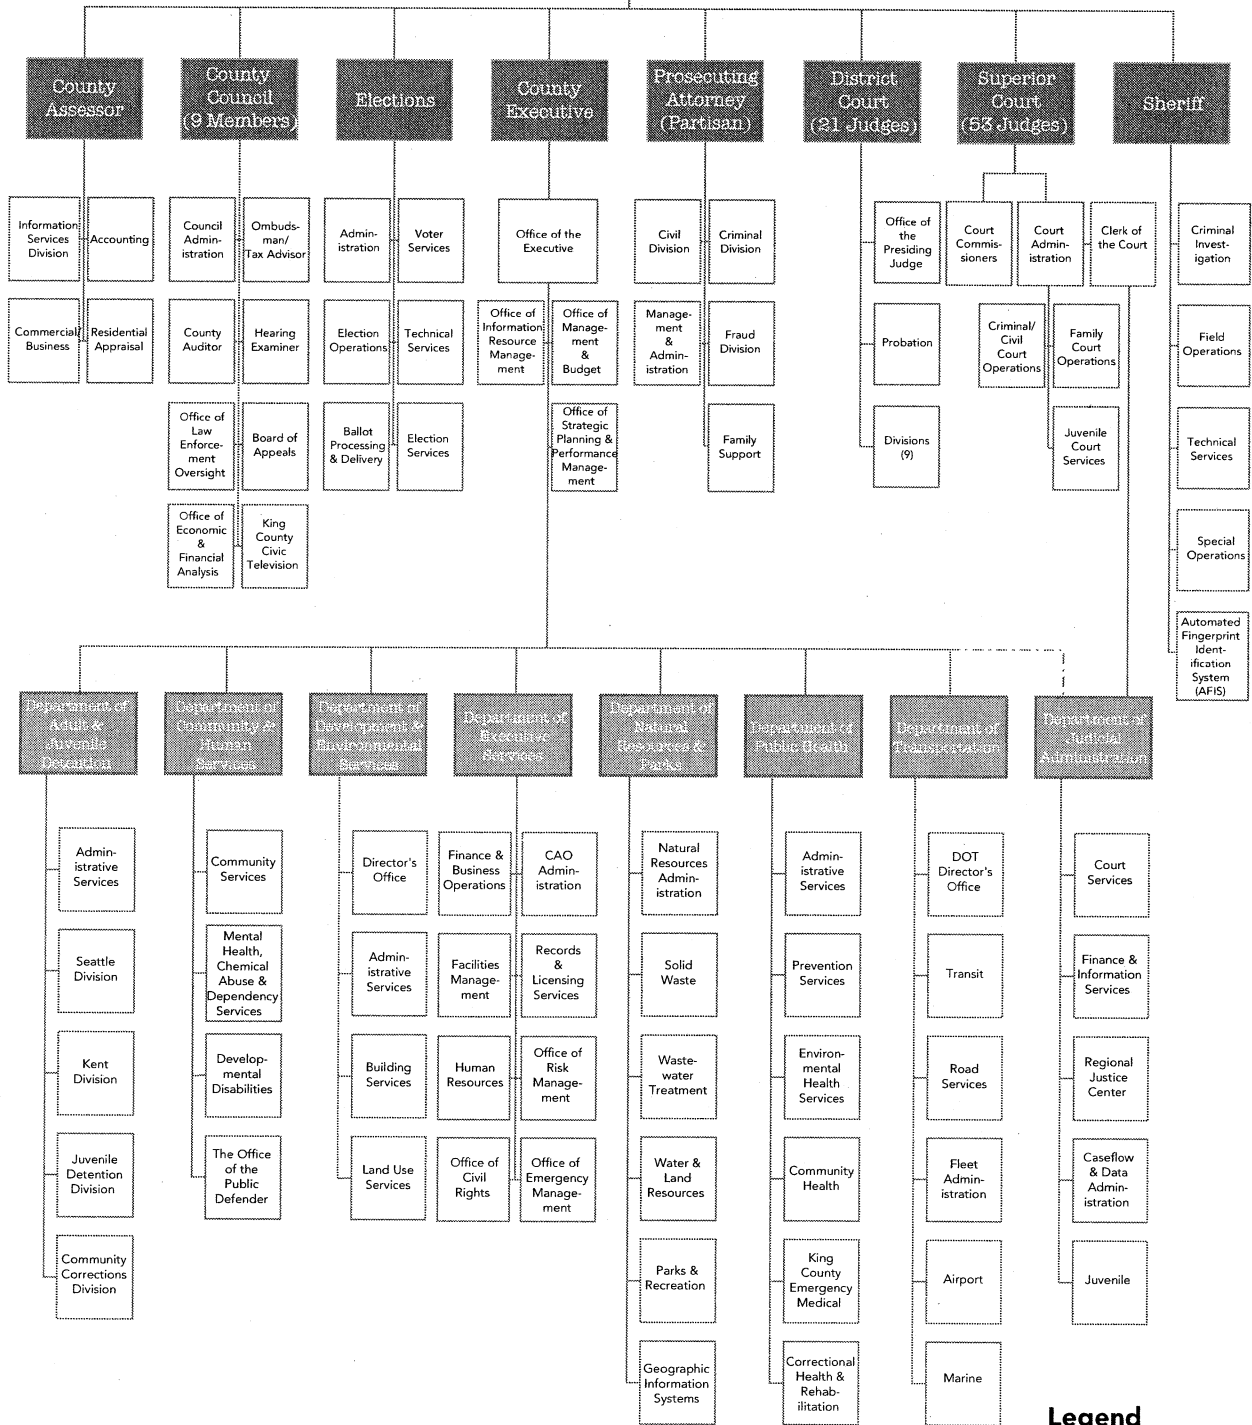 County
Assessor
County
Council
(9 Members)
Elections
County
Executive
Prosecuting
Attorney
(Partisan)
District
Court
(21 Judges)
Superior
Court
(53 Judges)
Sheriff
Information
Services
Division
Accounting
Commercial/
Business
Residential
Appraisal
Council
Admin-
istration
Ombuds-
man/
Tax Advisor
County
Auditor
Hearing
Examiner
Office of
Law
Enforce-
ment
Oversight
Board of
Appeals
Office of
Economic
&
Financial
Analysis
King
County
Civic
Television
Admin-
istration
Voter
Services
Election
Operations
Technical
Services
Ballot
Processing
& Delivery
Election
Services
Office of the
Executive
Office of
Information
Resource
Manage-
ment
Office of
Manage-
ment
&
Budget
Office of
Strategic
Planning &
Performance
Manage-
ment
Civil
Division
Criminal
Division
Manage-
ment
&
Admin-
istration
Fraud
Division
Family
Support
Office of
the
Presiding
Judge
Probation
Divisions
(9)
Court
Commis-
sioners
Court
Admin-
istration
Clerk of
the Court
Criminal/
Civil
Court
Operations
Family
Court
Operations
Juvenile
Court
Services
Criminal
Invest-
igation
Field
Operations
Technical
Services
Special
Operations
Automated
Fingerprint
Ident-
ification
System
(AFIS)
Department of
Adult &
Juvenile
Detention
Department of
Community &
Human
Services
Department of
Development &
Environmental
Services
Department of
Executive
Services
Department of
Natural
Resources &
Parks
Department of
Public Health
Department of
Transportation
Department of
Judicial
Administration
Admin-
istrative
Services
Seattle
Division
Kent
Division
Juvenile
Detention
Division
Community
Corrections
Division
Community
Services
Mental
Health,
Chemical
Abuse &
Dependency
Services
Develop-
mental
Disabilities
The Office
of the
Public
Defender
Director's
Office
Admin-
istrative
Services
Building
Services
Land Use
Services
Finance &
Business
Operations
CAO
Admin-
istration
Facilities
Manage-
ment
Records
&
Licensing
Services
Human
Resources
Office of
Risk
Manage-
ment
Office of
Civil
Rights
Office of
Emergency
Manage-
ment
Natural
Resources
Admin-
istration
Solid
Waste
Waste-
water
Treatment
Water &
Land
Resources
Parks &
Recreation
Geographic
Information
Systems
Admin-
istrative
Services
Prevention
Services
Environ-
mental
Health
Services
Community
Health
King
County
Emergency
Medical
Correctional
Health &
Rehab-
ilitation
DOT
Director's
Office
Transit
Road
Services
Fleet
Admin-
istration
Airport
Marine
Court
Services
Finance &
Information
Services
Regional
Justice
Center
Caseflow
& Data
Admin-
istration
Juvenile
Legend